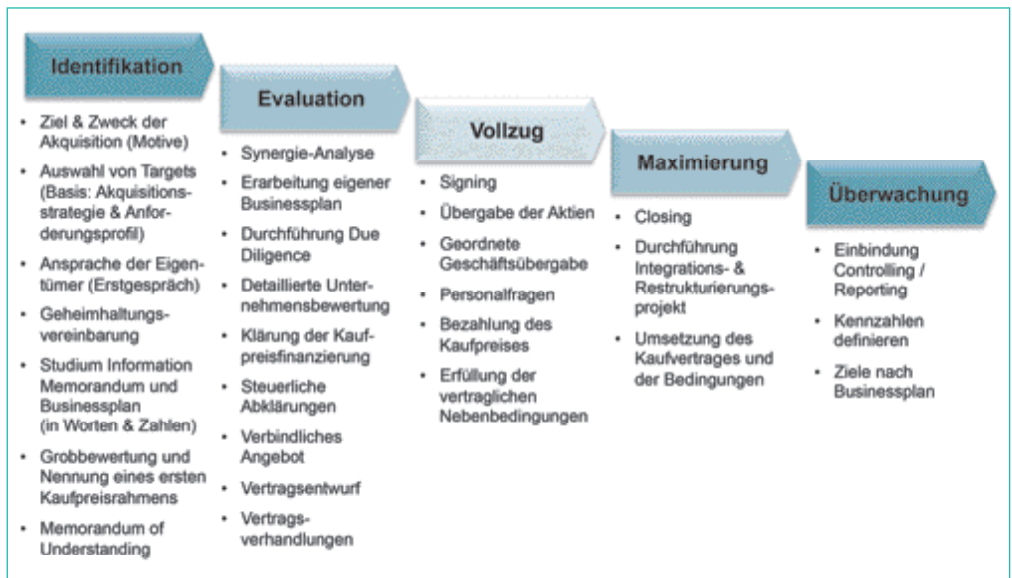 Identifikation
• Ziel & Zweck der
Akquisition (Motive)
• Auswahl von Targets
(Basis: Akquisitions-
strategie & Anfor-
derungsprofil)
• Ansprache der Eigen-
tümer (Erstgespräch)
• Geheimhaltungs-
vereinbarung
• Studium Information
Memorandum und
Businessplan
(in Worten & Zahlen)
• Grobbewertung und
Nennung eines ersten
Kaufpreisrahmens
• Memorandum of
Understanding
Evaluation
• Synergie-Analyse
• Erarbeitung eigener
Businessplan
• Durchführung Due
Diligence
• Detaillierte Unter-
nehmensbewertung
• Klärung der Kauf-
preisfinanzierung
• Steuerliche
Abklärungen
• Verbindliches
Angebot
• Vertragsentwurf
• Vertrags-
verhandlungen
Vollzug
• Signing
• Übergabe der Aktien
• Geordnete
Geschäftsübergabe
• Personalfragen
• Bezahlung des
Kaufpreises
• Erfüllung der
vertraglichen
Nebenbedingungen
Maximierung
• Closing
• Durchführung
Integrations- &
Restrukturierungs-
projekt
• Umsetzung des
Kaufvertrages und
der Bedingungen
Überwachung
• Einbindung
Controlling /
Reporting
• Kennzahlen
definieren
• Ziele nach
Businessplan